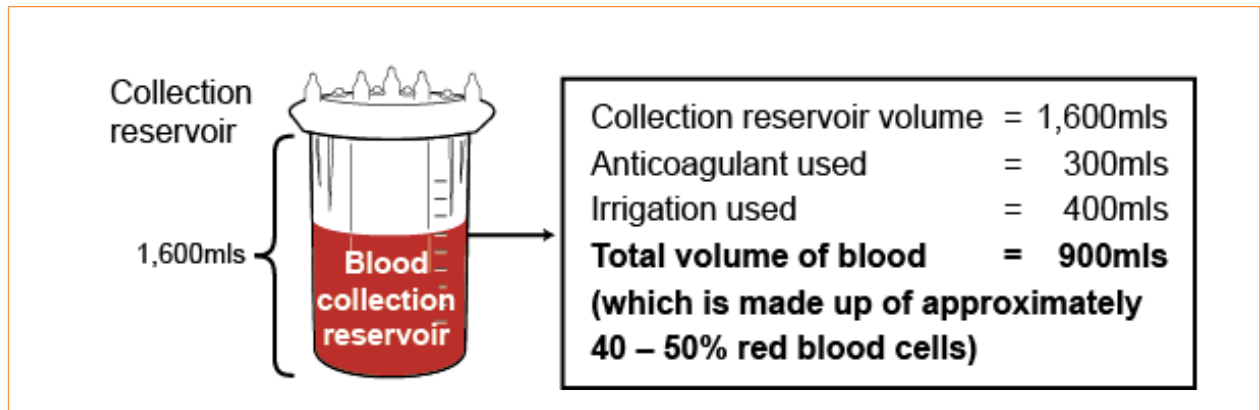 Collection
reservoir
1,600mls
Blood
collection
reservoir
Collection reservoir volume = 1,600mls
Anticoagulant used = 300mls
Irrigation used = 400mls
Total volume of blood = 900mls
(which is made up of approximately
40 – 50% red blood cells)